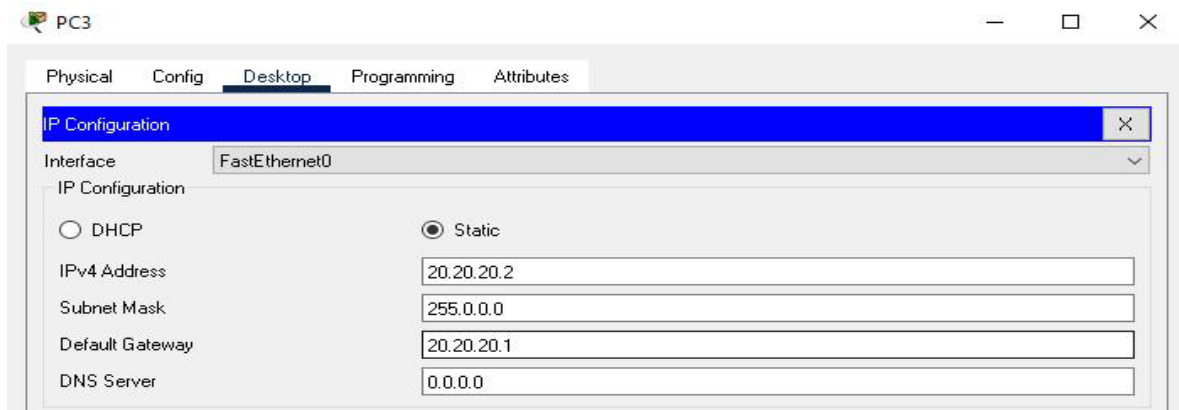 PC3
Physical Config Desktop Programming Attributes
IP Configuration X
Interface FastEthernet0
IP Configuration
DHCP Static
IPv4 Address 20.20.20.2
Subnet Mask 255.0.0.0
Default Gateway 20.20.20.1
DNS Server 0.0.0.0